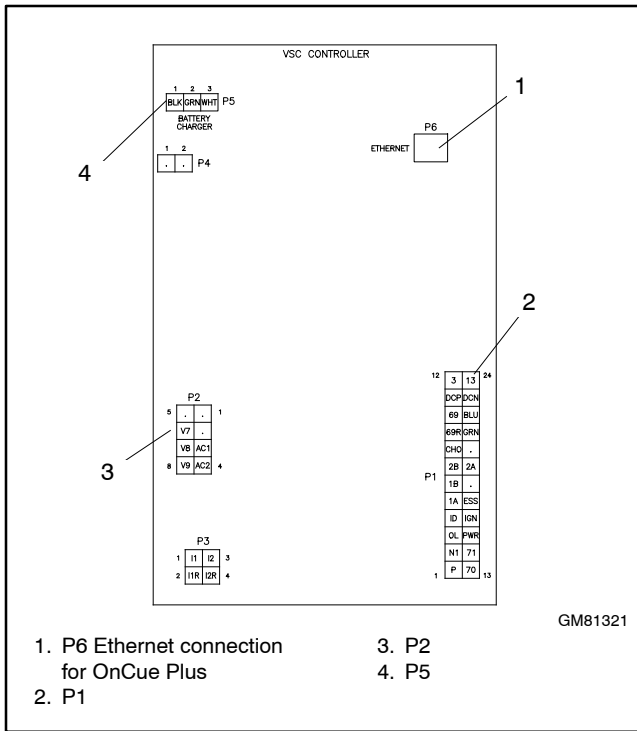 VSC CONTROLLER
1 2 3
BLK GRN WHT P5
BATTERY
CHARGER
1 2
. . P4
P6
ETHERNET
1
4
2
12 3 13 24
DCP DCN
69 BLU
69R GRN
CHO .
2B 2A
P1 1B .
1A ESS
ID IGN
OL PWR
N1 71
1 P 70 13
P2
5 . . 1
V7 .
V8 AC1
8 V9 AC2 4
3
P3
1 I1 I2 3
2 I1R I2R 4
GM81321
1. P6 Ethernet connection
for OnCue Plus
2. P1
3. P2
4. P5